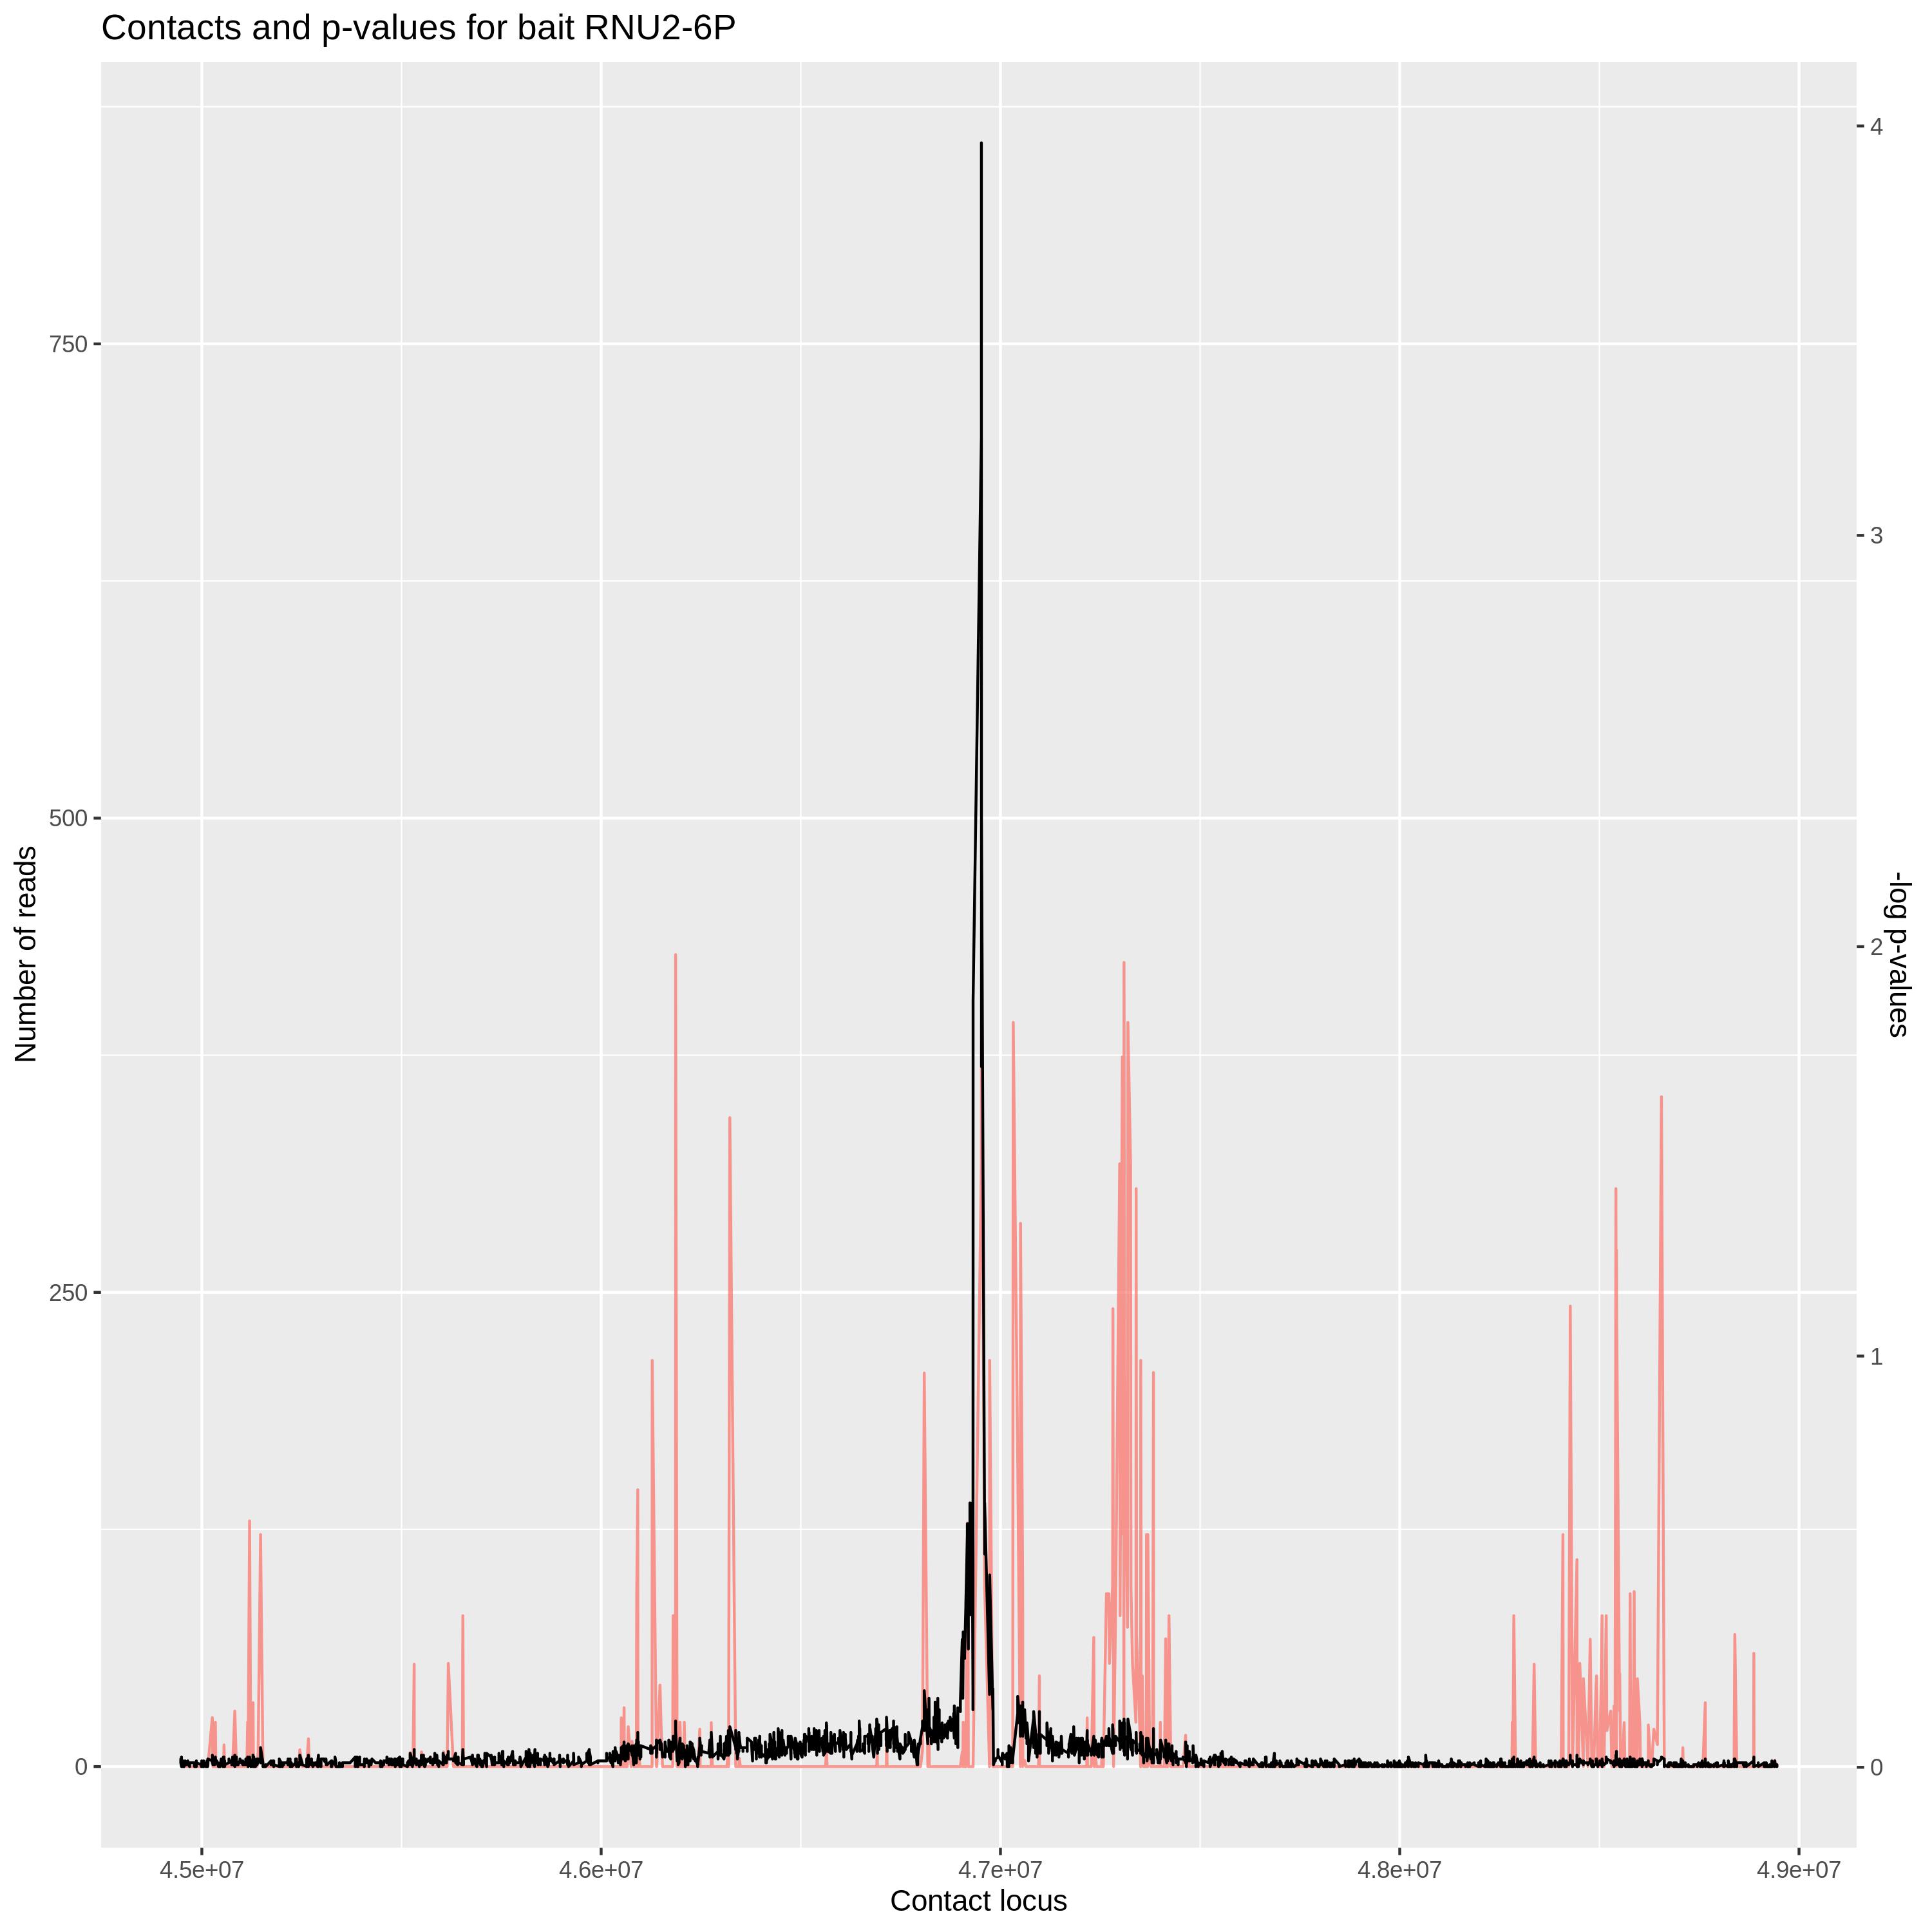 Contacts and p-values for bait RNU2-6P
Number of reads
750
500
250
0
4
3
2
1
0
-log p-values
4.5e+07 4.6e+07 4.7e+07 4.8e+07 4.9e+07
Contact locus